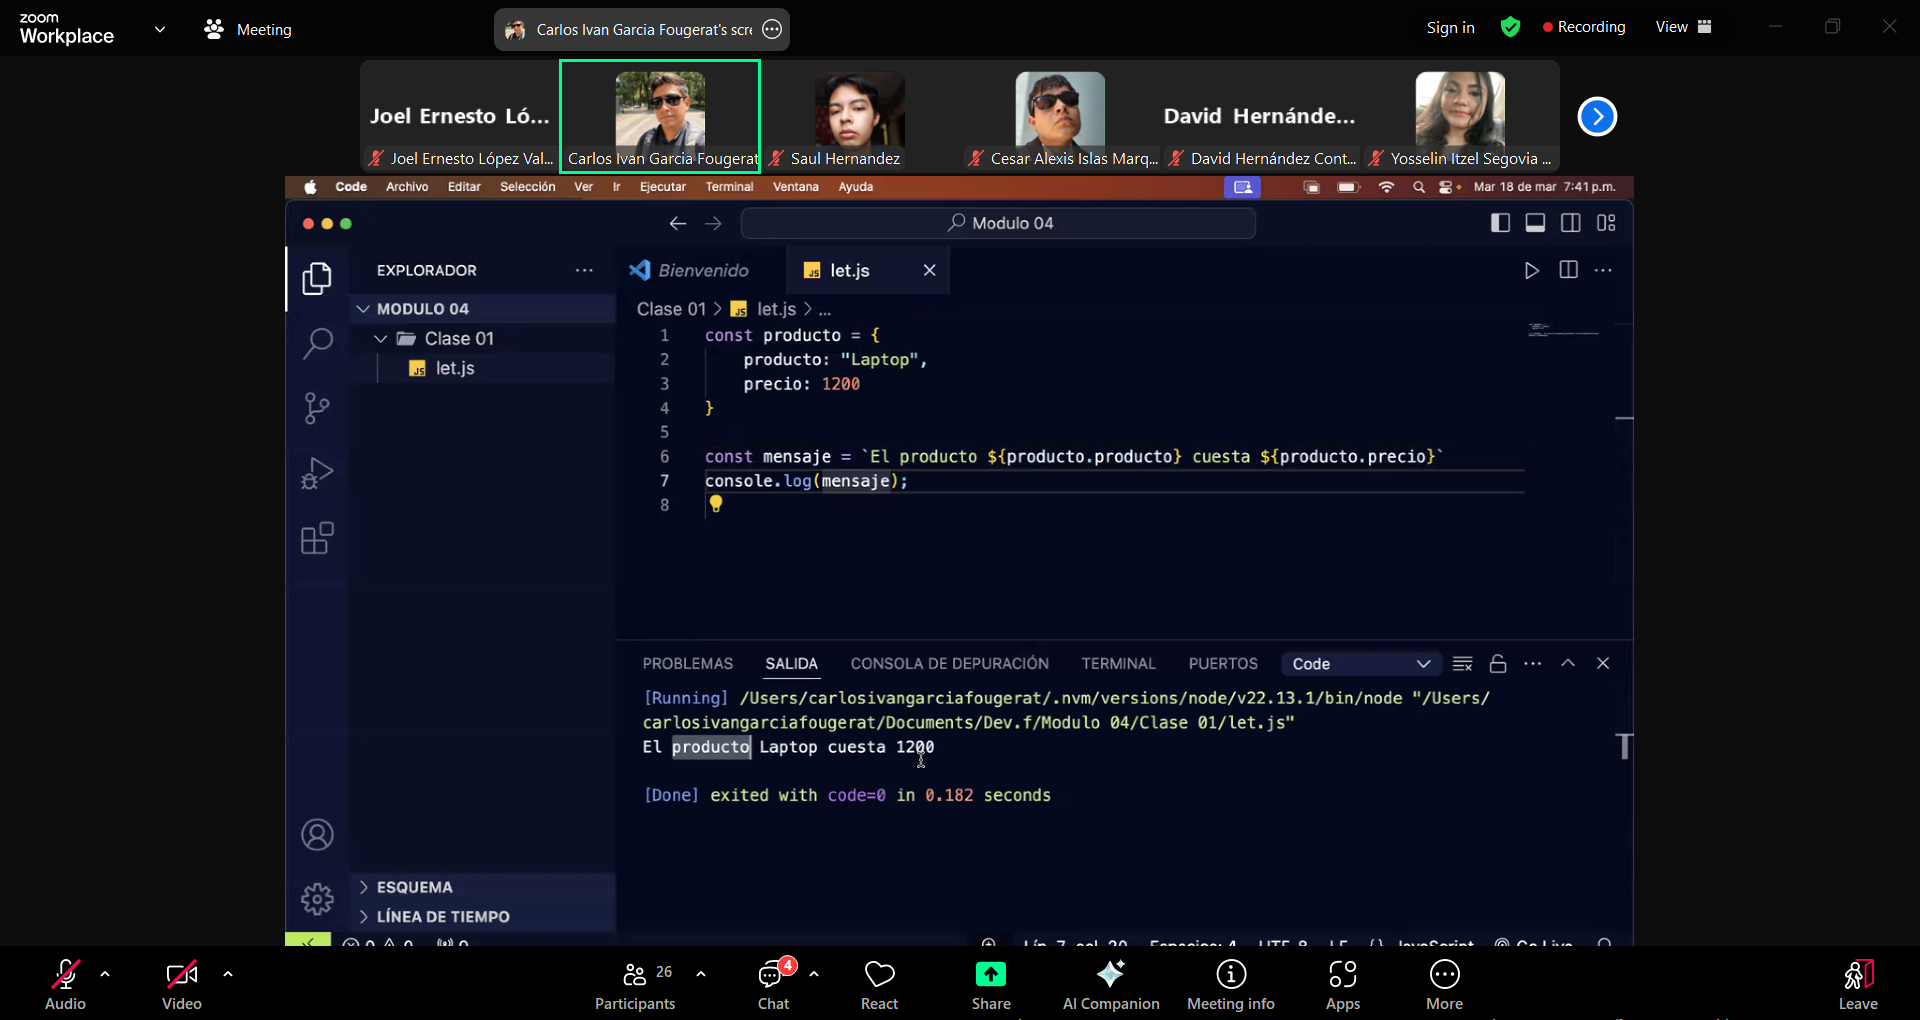 zoom
Workplace
Meeting
Carlos Ivan Garcia Fougerat's scre
Sign in
Recording
View
Joel Ernesto Ló...
David Hernánde...
Joel Ernesto López Val...
Carlos Ivan Garcia Fougerat
Saul Hernandez
Cesar Alexis Islas Marq...
David Hernández Cont...
Yosselin Itzel Segovia ...
Code Archivo Editar Selección Ver Ir Ejecutar Terminal Ventana Ayuda
Mar 18 de mar 7:41 p.m.
Modulo 04
EXPLORADOR
MODULO 04
Clase 01
let.js
Bienvenido
let.js
Clase 01 > JS let.js > ...
1 const producto = {
2 producto: "Laptop",
3 precio: 1200
4 }
5
6 const mensaje = `El producto ${producto.producto} cuesta ${producto.precio}`
7 console.log(mensaje);
8
PROBLEMAS SALIDA CONSOLA DE DEPURACIÓN TERMINAL PUERTOS Code
[Running] /Users/carlosivangarciafougerat/.nvm/versions/node/v22.13.1/bin/node "/Users/
carlosivangarciafougerat/Documents/Dev.f/Modulo 04/Clase 01/let.js"
El producto Laptop cuesta 1200
[Done] exited with code=0 in 0.182 seconds
ESQUEMA
LÍNEA DE TIEMPO
Audio
Video
26
Participants
4
Chat
React
Share
AI Companion
Meeting info
Apps
More
Leave